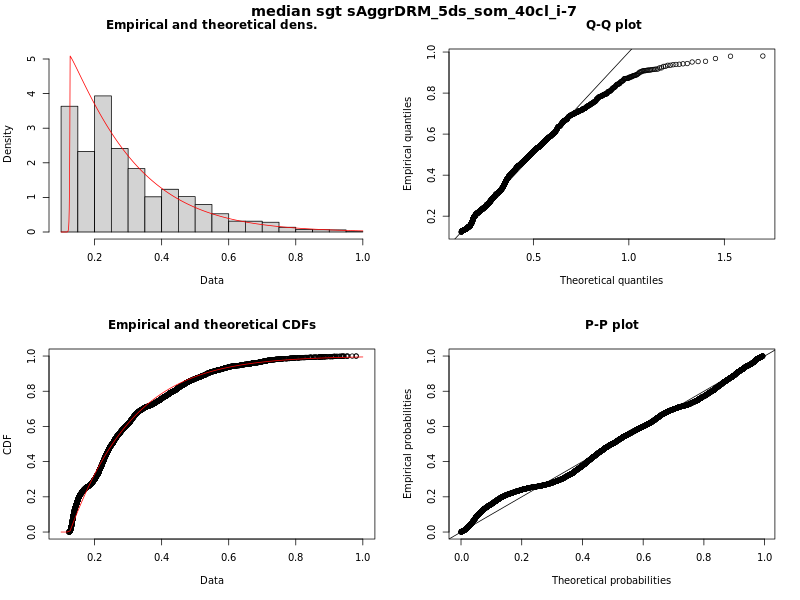 median sgt sAggrDRM_5ds_som_40cl_i-7
Empirical and theoretical dens.
Density
0 1 2 3 4 5
0.2 0.4 0.6 0.8 1.0
Data
Q-Q plot
Empirical quantiles
0.2 0.4 0.6 0.8 1.0
0.5 1.0 1.5
Theoretical quantiles
Empirical and theoretical CDFs
CDF
0.0 0.2 0.4 0.6 0.8 1.0
0.2 0.4 0.6 0.8 1.0
Data
P-P plot
Empirical probabilities
0.0 0.2 0.4 0.6 0.8 1.0
0.0 0.2 0.4 0.6 0.8 1.0
Theoretical probabilities